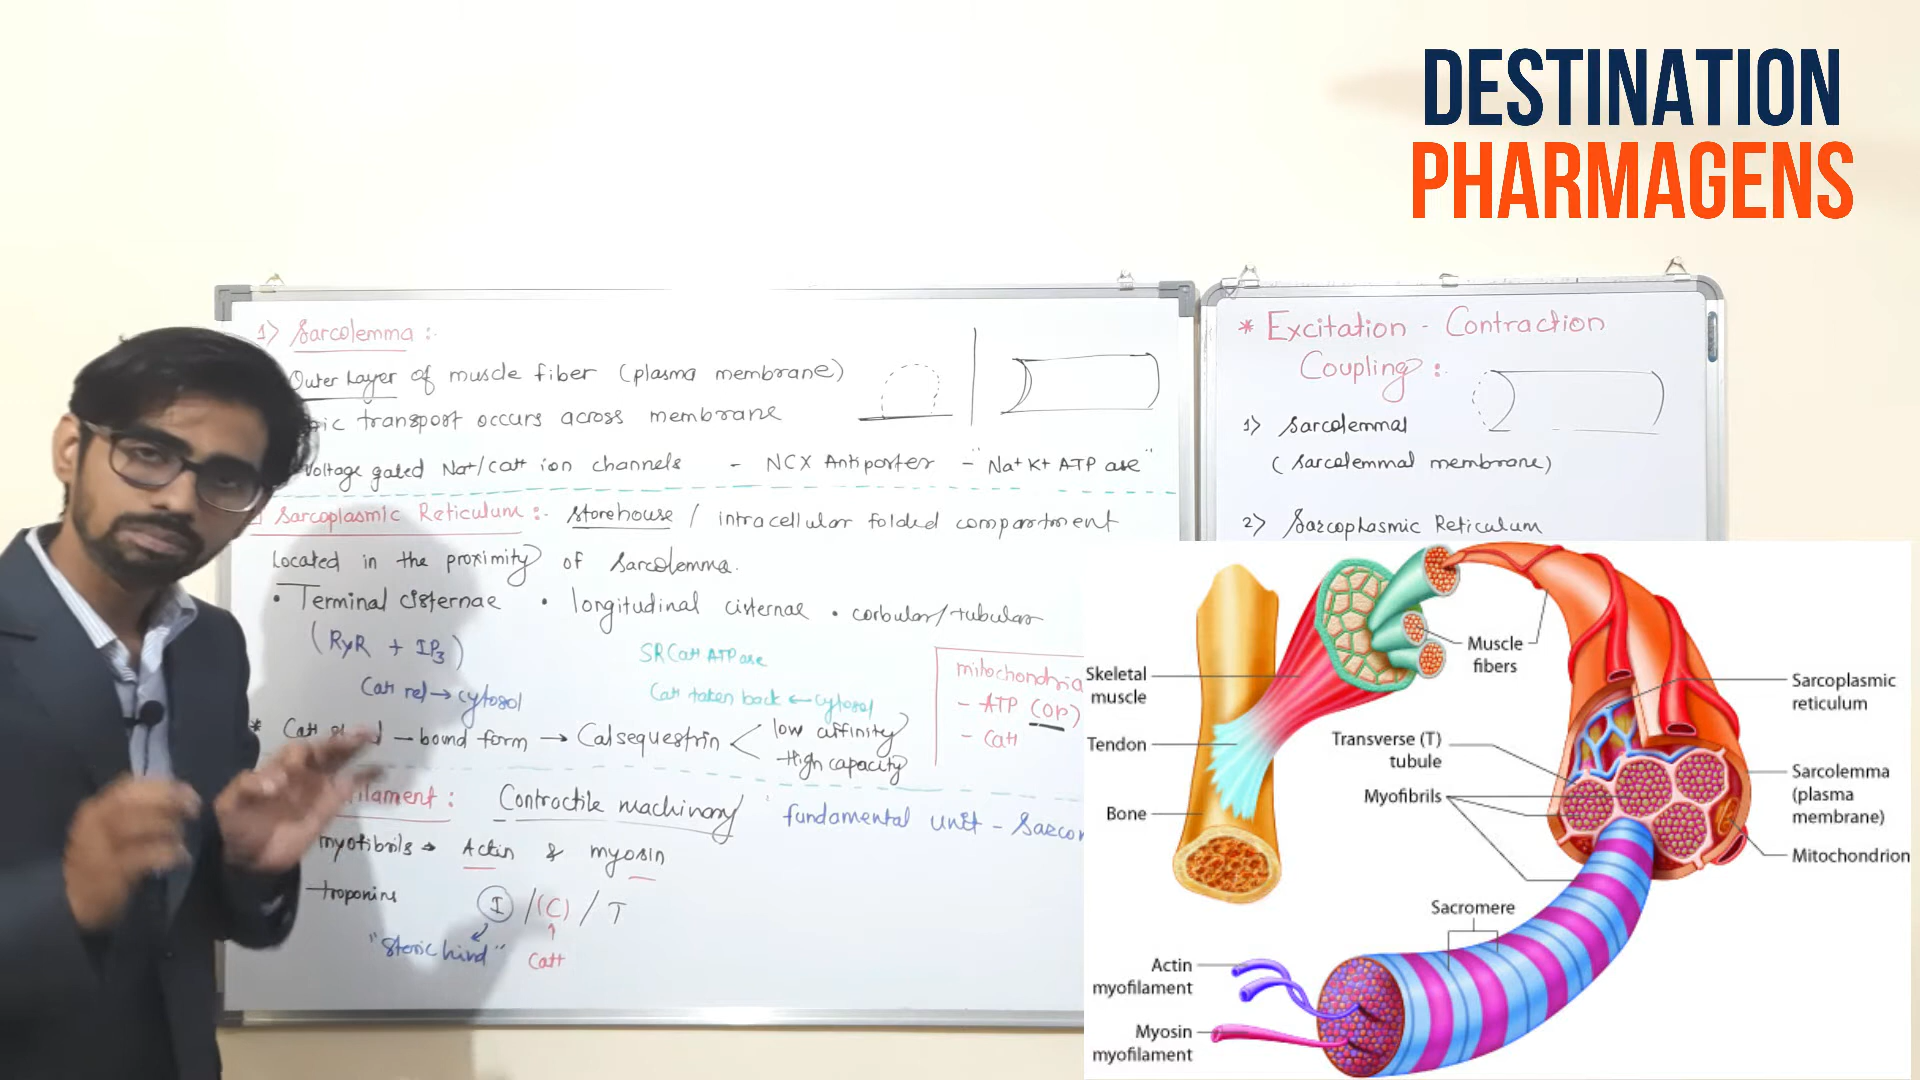 DESTINATION
PHARMAGENS
1> Sarcolemma :-
Outer Layer of muscle fiber (plasma membrane)
transport occurs across membrane
Voltage gated Na+/Ca++ ion channels - NCX Antiporter - "Na+ K+ ATPase"
Sarcoplasmic Reticulum :- storehouse / intracellular folded compartment
Located in the proximity of Sarcolemma.
• Terminal cisternae • longitudinal cisternae • corbular/tubular
(RyR + IP3)
Ca++ rel → cytosol
SR Ca++ ATPase
Ca++ taken back ← cytosol
mitochondria
- ATP (OP)
- Ca++
* Ca++ – bound form → Calsequestrin < low affinity
High capacity
filament : Contractile machinery fundamental unit - Sarcom
myofibrils → Actin & myosin
troponins I / (C) / T
"Steric hind" Ca++
* Excitation - Contraction
Coupling :-
1> Sarcolemmal
(Sarcolemmal membrane)
2> Sarcoplasmic Reticulum
Skeletal
muscle
Tendon
Bone
Muscle
fibers
Transverse (T)
tubule
Myofibrils
Sarcoplasmic
reticulum
Sarcolemma
(plasma
membrane)
Mitochondrion
Sacromere
Actin
myofilament
Myosin
myofilament